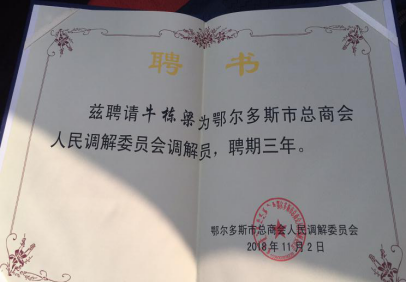 聘书
兹聘请牛栋梁为鄂尔多斯市总商会
人民调解委员会调解员，聘期三年。
鄂尔多斯市总商会人民调解委员会
2018年11月2日